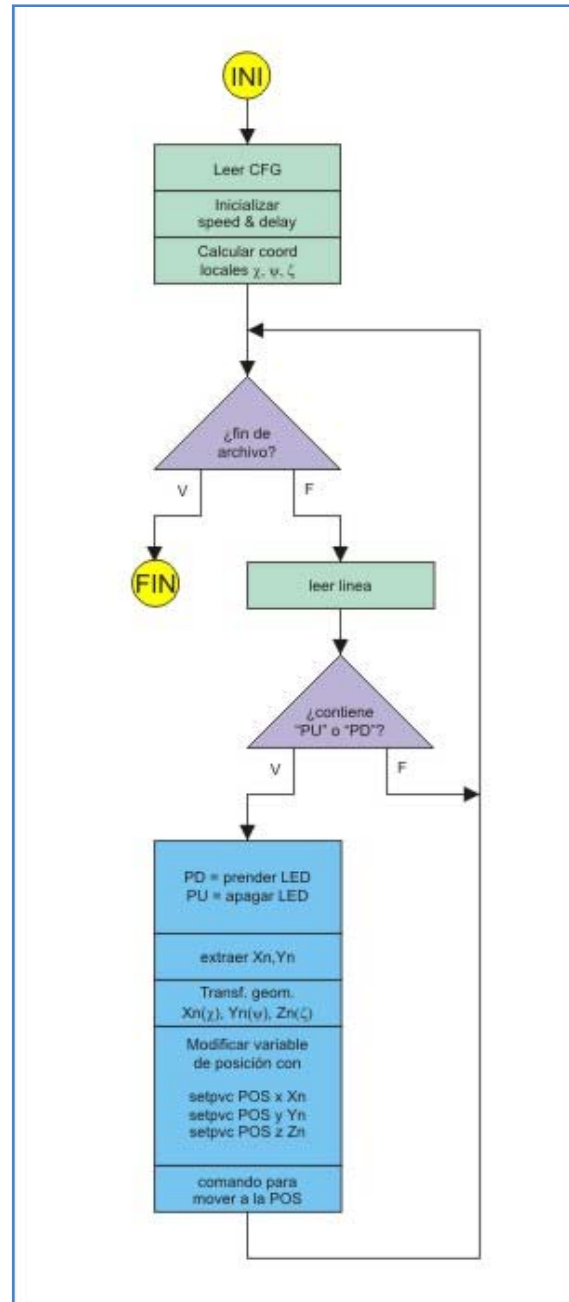 INI
Leer CFG
Inicializar
speed & delay
Calcular coord
locales χ, ψ, ζ
¿fin de
archivo?
V
F
FIN
leer linea
¿contiene
“PU” o “PD”?
V
F
PD = prender LED
PU = apagar LED
extraer Xn,Yn
Transf. geom.
Xn(χ), Yn(ψ), Zn(ζ)
Modificar variable
de posición con
setpvc POS x Xn
setpvc POS y Yn
setpvc POS z Zn
comando para
mover a la POS